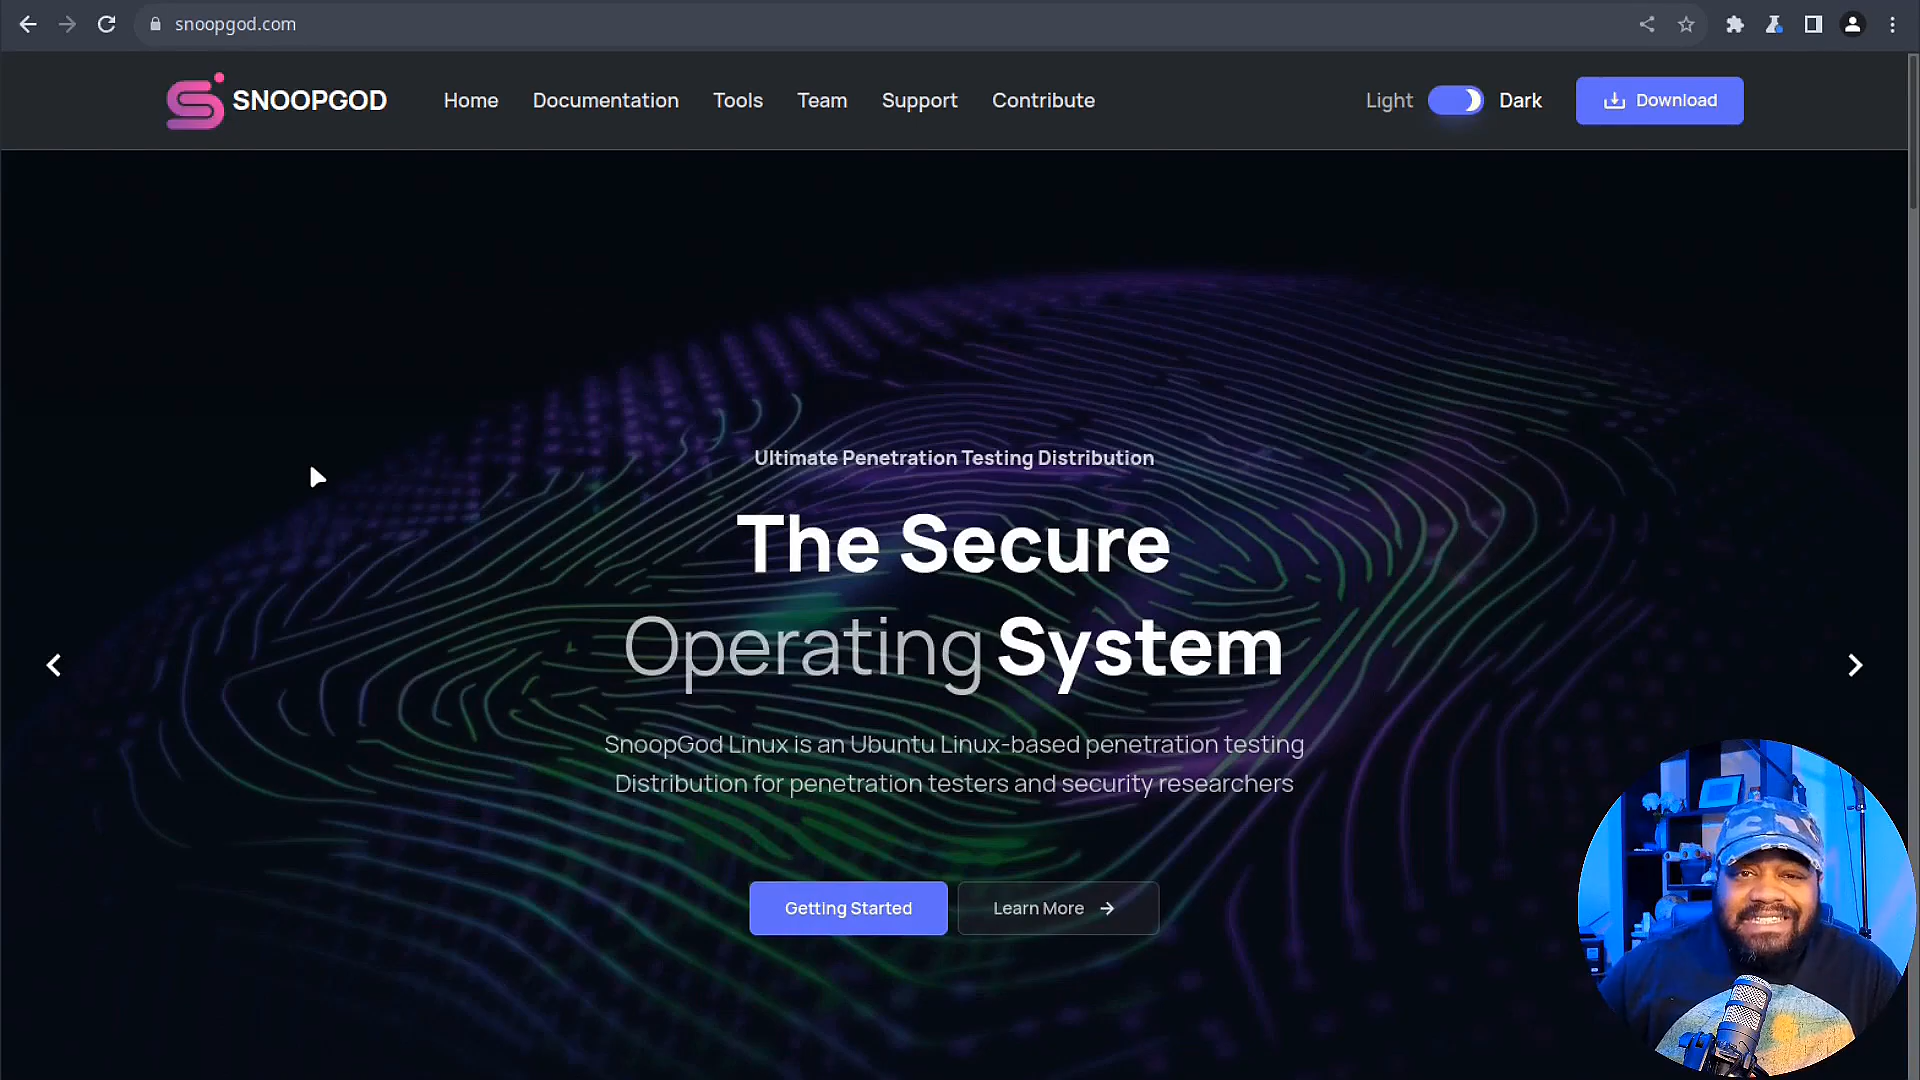 snoopgod.com
SNOOPGOD Home Documentation Tools Team Support Contribute Light Dark Download
Ultimate Penetration Testing Distribution
The Secure
Operating System
SnoopGod Linux is an Ubuntu Linux-based penetration testing
Distribution for penetration testers and security researchers
Getting Started Learn More